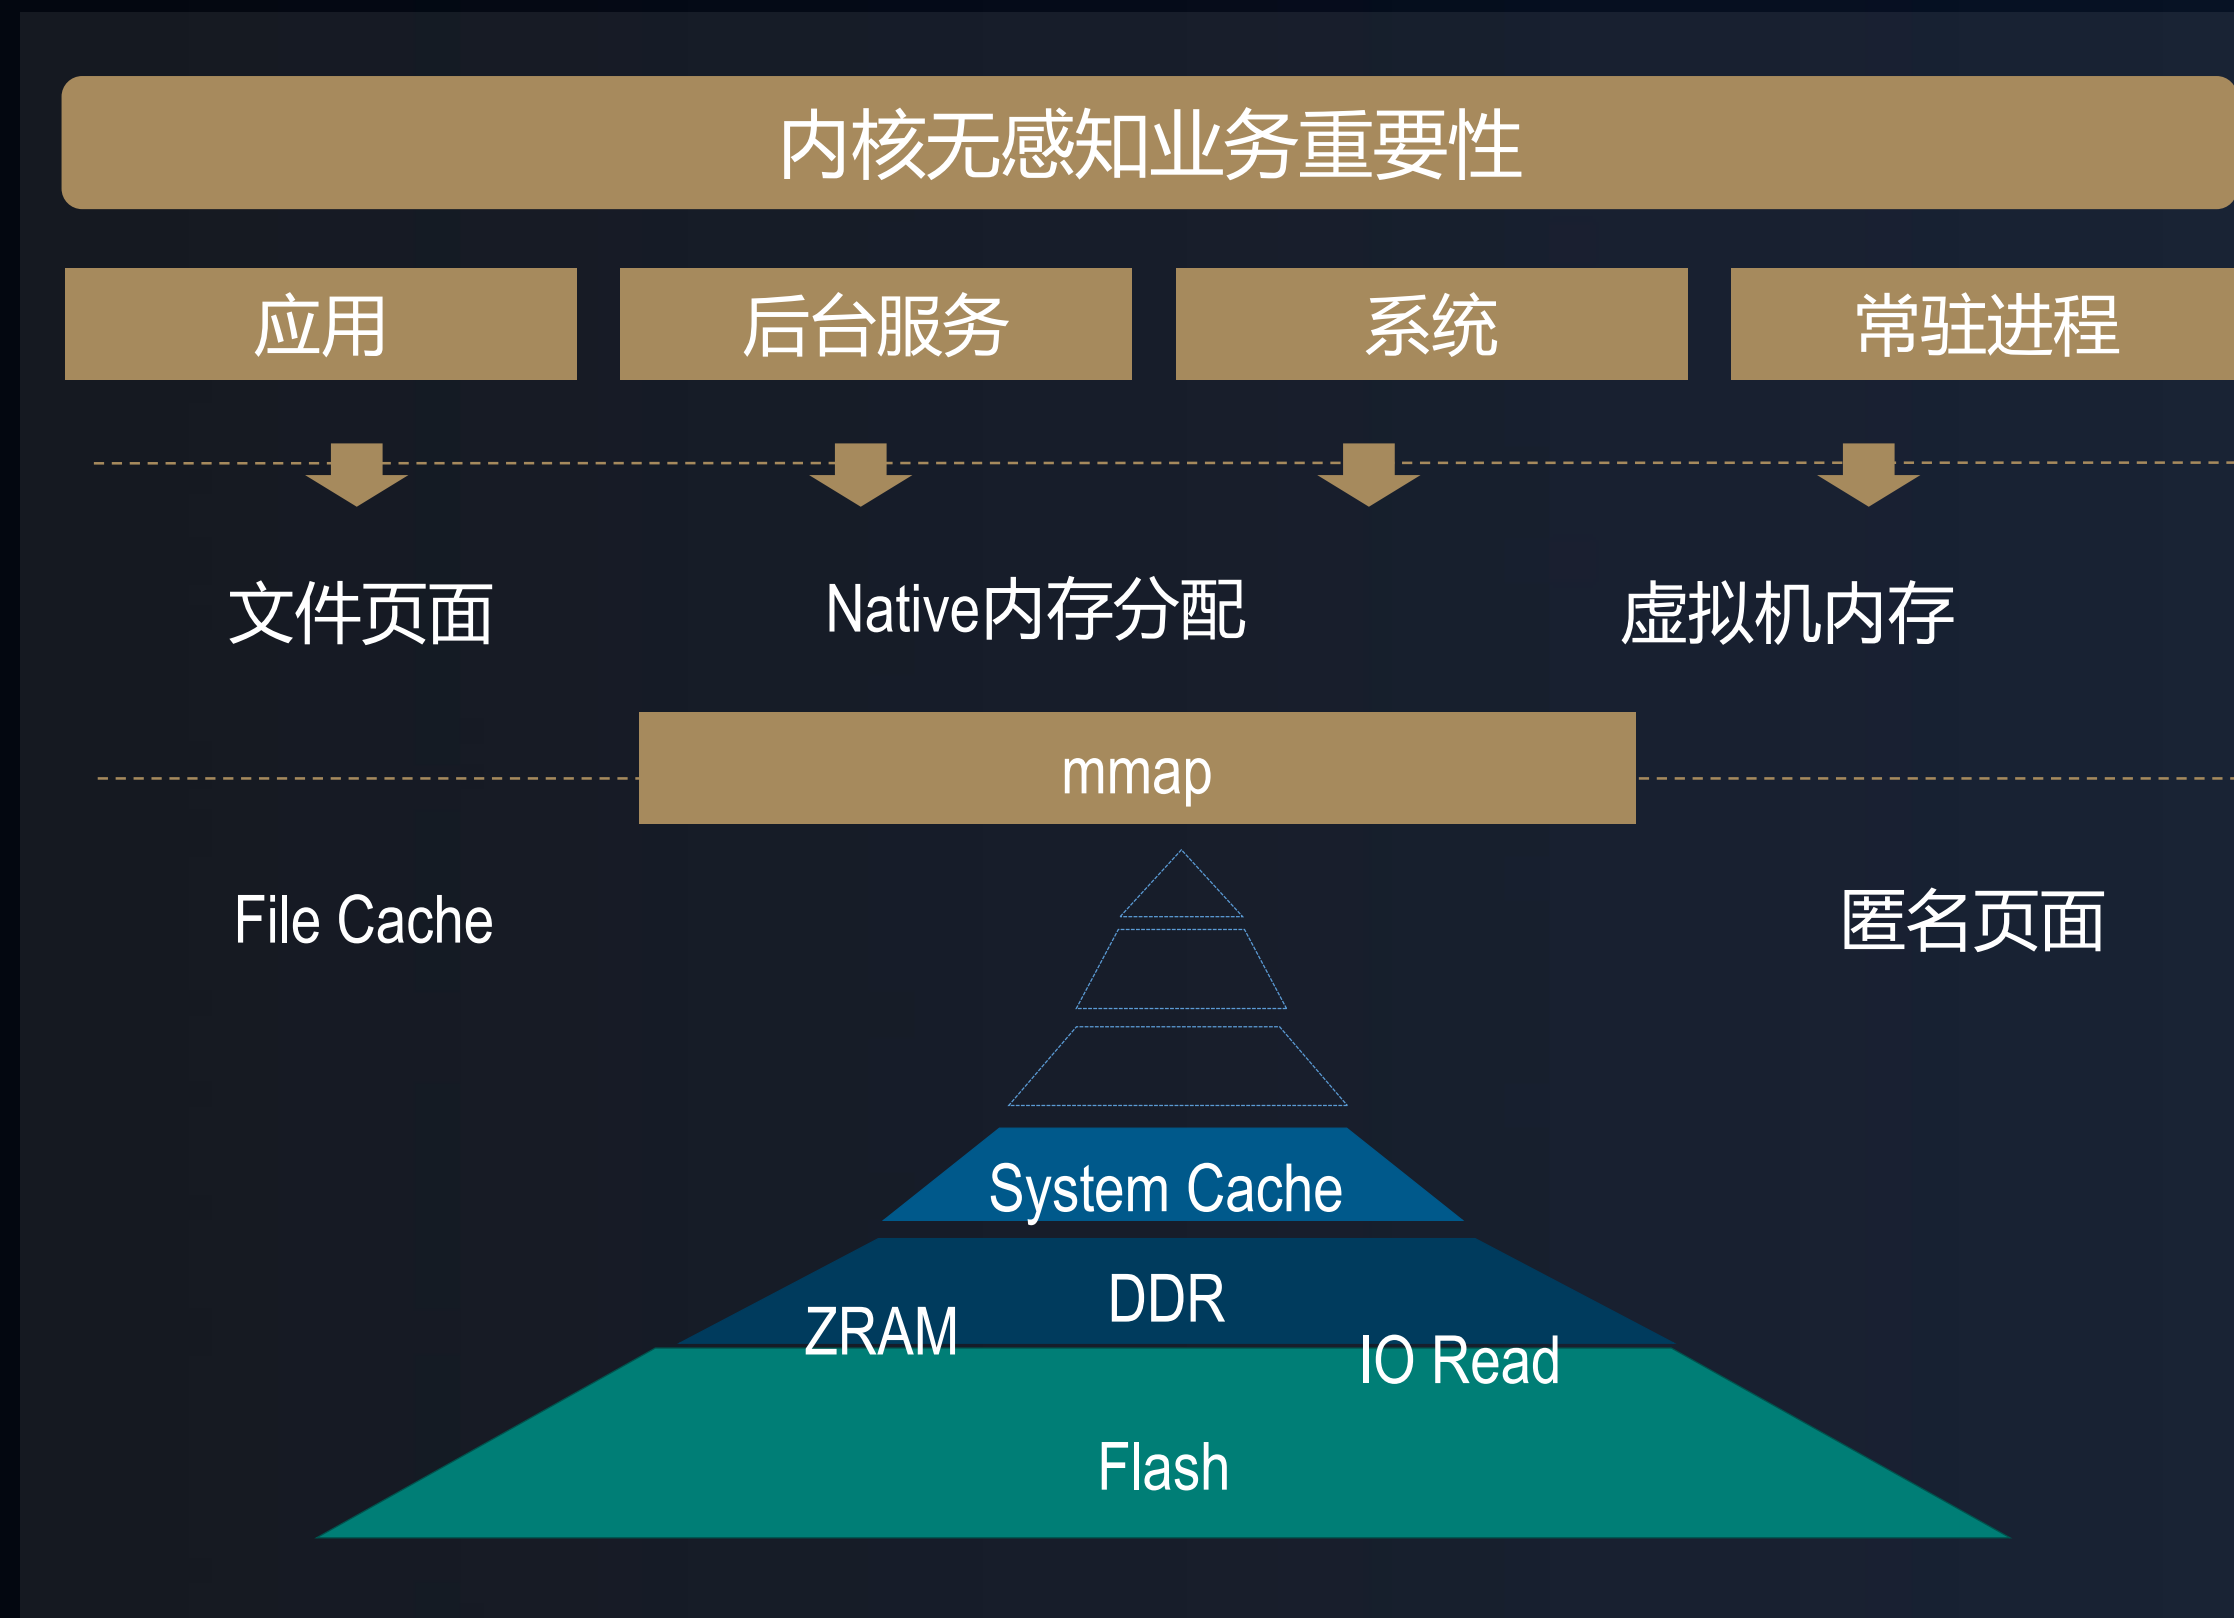 内核无感知业务重要性
应用
后台服务
系统
常驻进程
文件页面
Native内存分配
虚拟机内存
mmap
File Cache
匿名页面
System Cache
DDR
ZRAM
IO Read
Flash